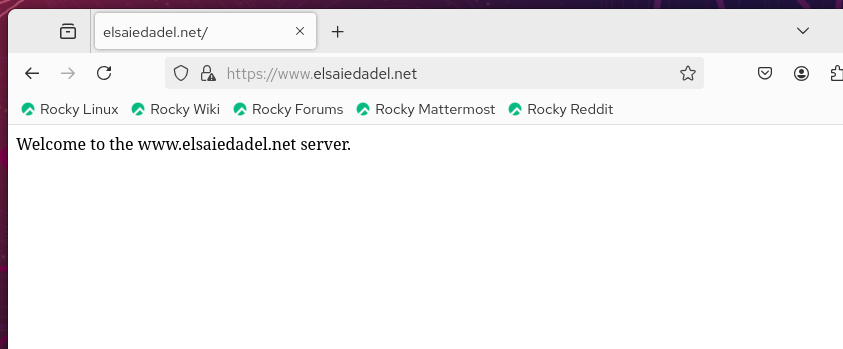 elsaiedadel.net/
https://www.elsaiedadel.net
Rocky Linux Rocky Wiki Rocky Forums Rocky Mattermost Rocky Reddit
Welcome to the www.elsaiedadel.net server.